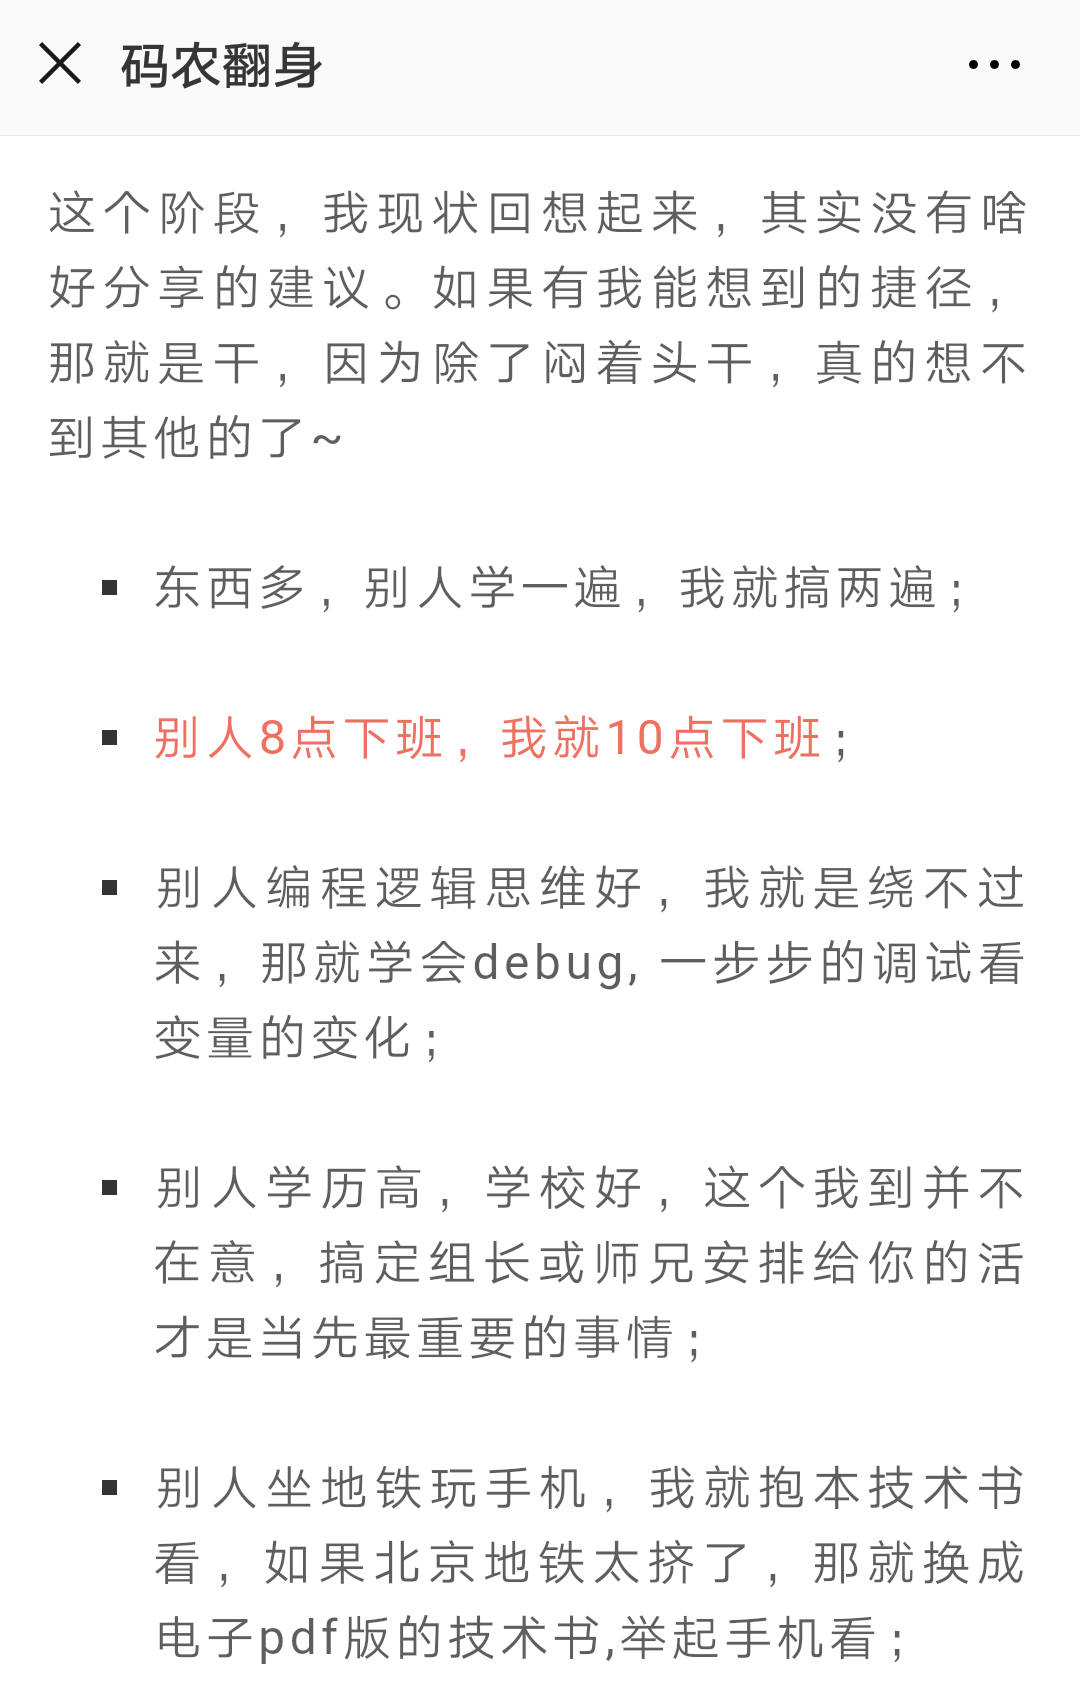 码农翻身
这个阶段，我现状回想起来，其实没有啥
好分享的建议。如果有我能想到的捷径，
那就是干，因为除了闷着头干，真的想不
到其他的了~
东西多，别人学一遍，我就搞两遍；
别人8点下班，我就10点下班；
别人编程逻辑思维好，我就是绕不过
来，那就学会debug, 一步步的调试看
变量的变化；
别人学历高，学校好，这个我到并不
在意，搞定组长或师兄安排给你的活
才是当先最重要的事情；
别人坐地铁玩手机，我就抱本技术书
看，如果北京地铁太挤了，那就换成
电子pdf版的技术书,举起手机看；